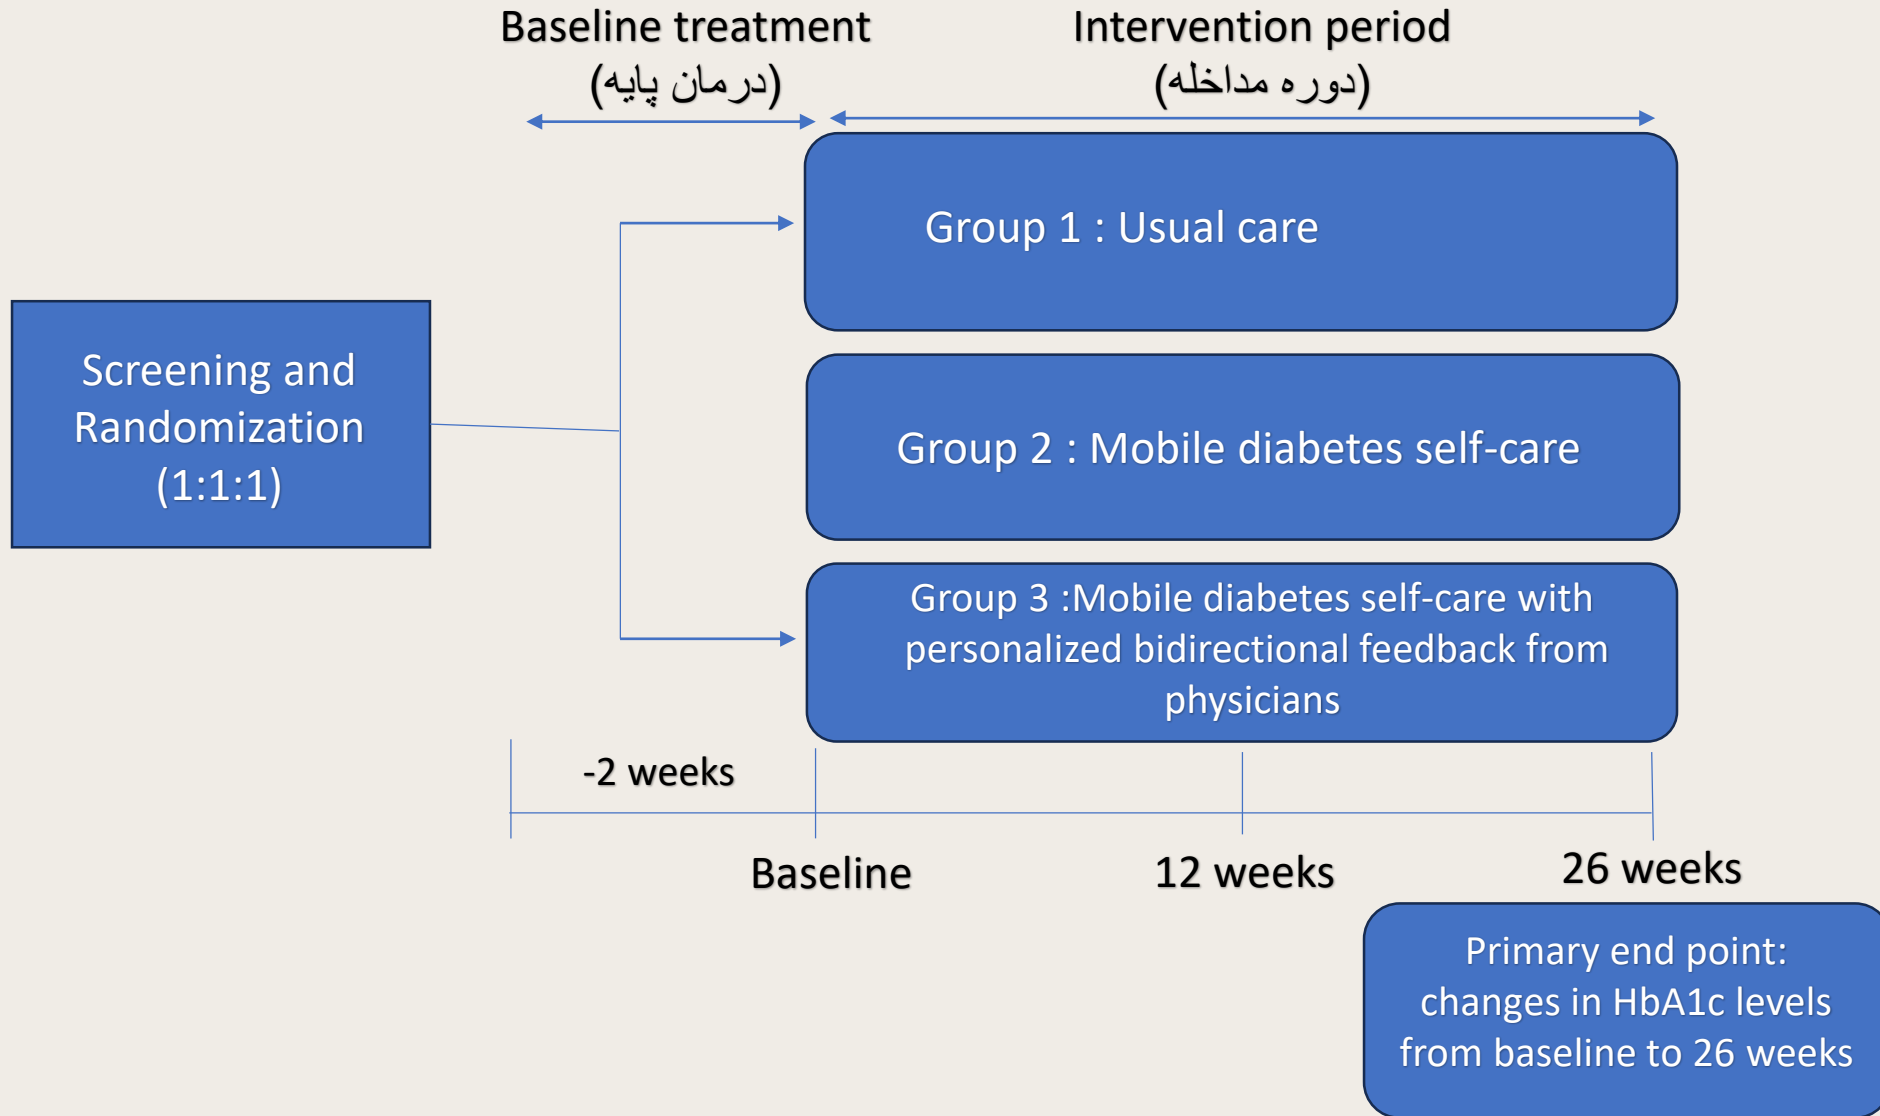 Baseline treatment
(درمان پایه)
Intervention period
(دوره مداخله)
Group 1 : Usual care
Screening and
Randomization
(1:1:1)
Group 2 : Mobile diabetes self-care
Group 3 :Mobile diabetes self-care with
personalized bidirectional feedback from
physicians
-2 weeks
Baseline
12 weeks
26 weeks
Primary end point:
changes in HbA1c levels
from baseline to 26 weeks